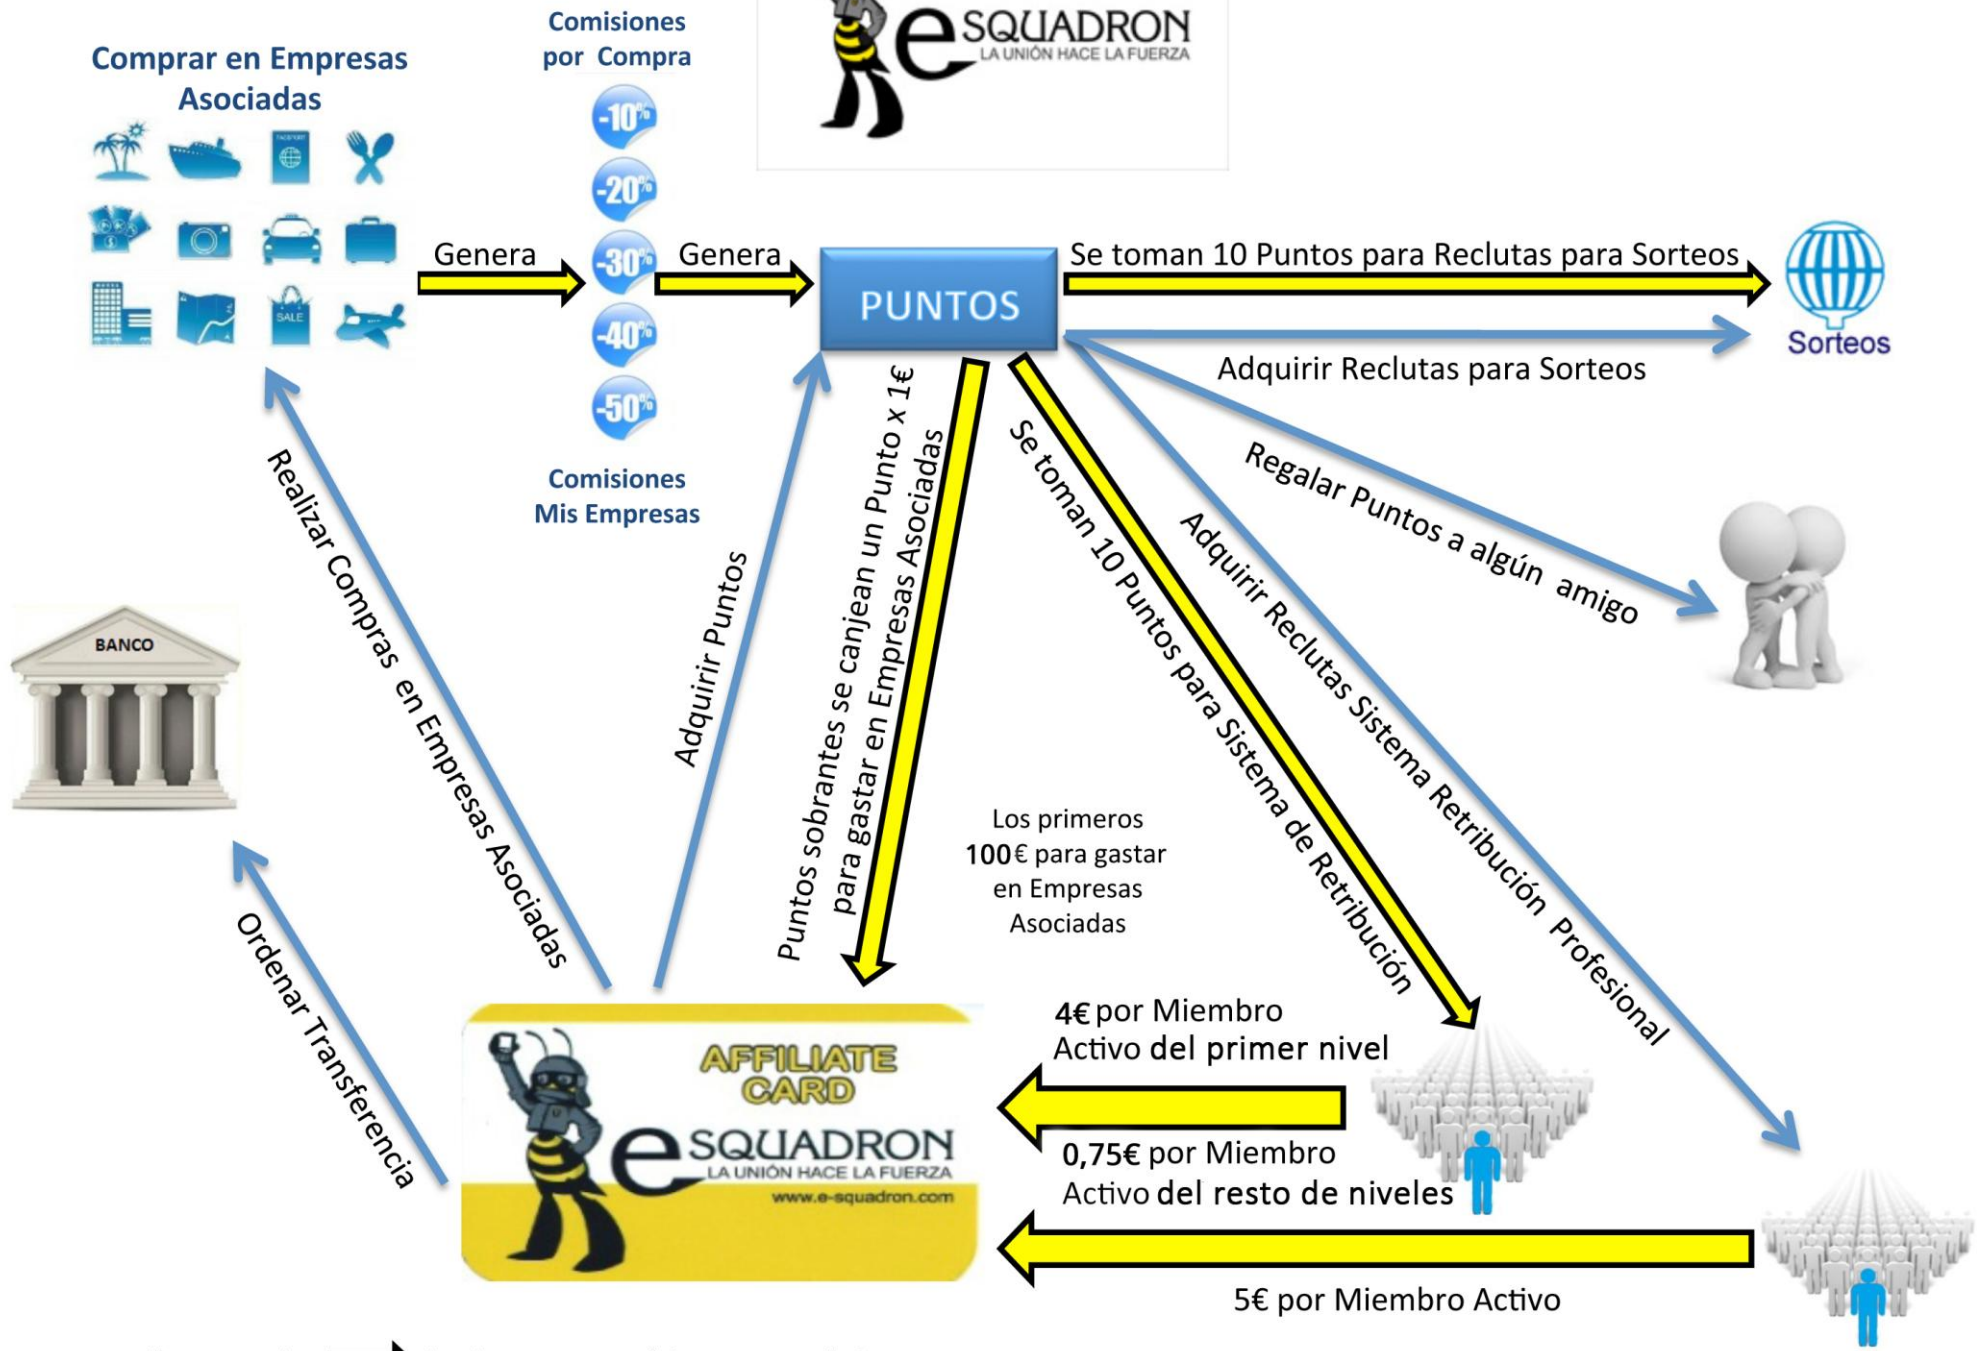 Comprar en Empresas
Asociadas
Comisiones
por Compra
eSQUADRON
LA UNIÓN HACE LA FUERZA
PASSPORT
SALE
-10%
-20%
-30%
-40%
-50%
Comisiones
Mis Empresas
Genera
Genera
PUNTOS
Se toman 10 Puntos para Reclutas para Sorteos
Adquirir Reclutas para Sorteos
Sorteos
Regalar Puntos a algún amigo
Adquirir Reclutas Sistema Retribución Profesional
Se toman 10 Puntos para Sistema de Retribución
Puntos sobrantes se canjean un Punto x 1€
para gastar en Empresas Asociadas
Adquirir Puntos
Realizar Compras en Empresas Asociadas
BANCO
Ordenar Transferencia
Los primeros
100€ para gastar
en Empresas
Asociadas
4€ por Miembro
Activo del primer nivel
0,75€ por Miembro
Activo del resto de niveles
5€ por Miembro Activo
AFFILIATE
CARD
eSQUADRON
LA UNIÓN HACE LA FUERZA
www.e-squadron.com